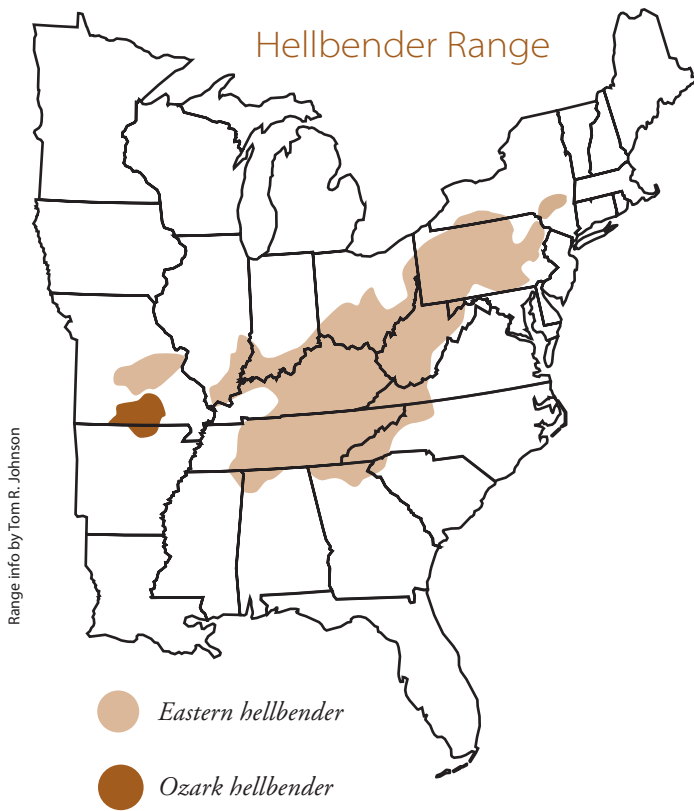 Hellbender Range
Range info by Tom R. Johnson
Eastern hellbender
Ozark hellbender